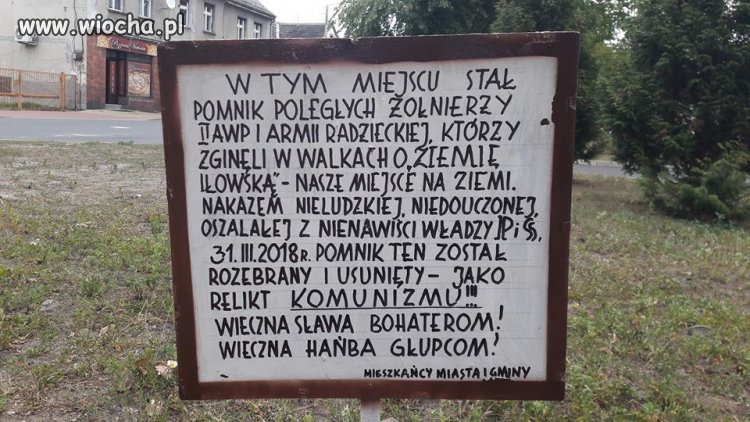 www.wiocha.pl
W TYM MIEJSCU STAŁ
POMNIK POLEGŁYCH ŻOŁNIERZY
II AWP I ARMII RADZIECKIEJ, KTÓRZY
ZGINĘLI W WALKACH O „ZIEMIĘ
IŁOWSKĄ” - NASZE MIEJSCE NA ZIEMI.
NAKAZEM NIELUDZKIEJ, NIEDOUCZONEJ,
OSZALAŁEJ Z NIENAWIŚCI WŁADZY, PiS,
31.III.2018R. POMNIK TEN ZOSTAŁ
ROZEBRANY I USUNIĘTY - JAKO
RELIKT KOMUNIZMU!!!
WIECZNA SŁAWA BOHATEROM!
WIECZNA HAŃBA GŁUPCOM!
MIESZKAŃCY MIASTA I GMINY